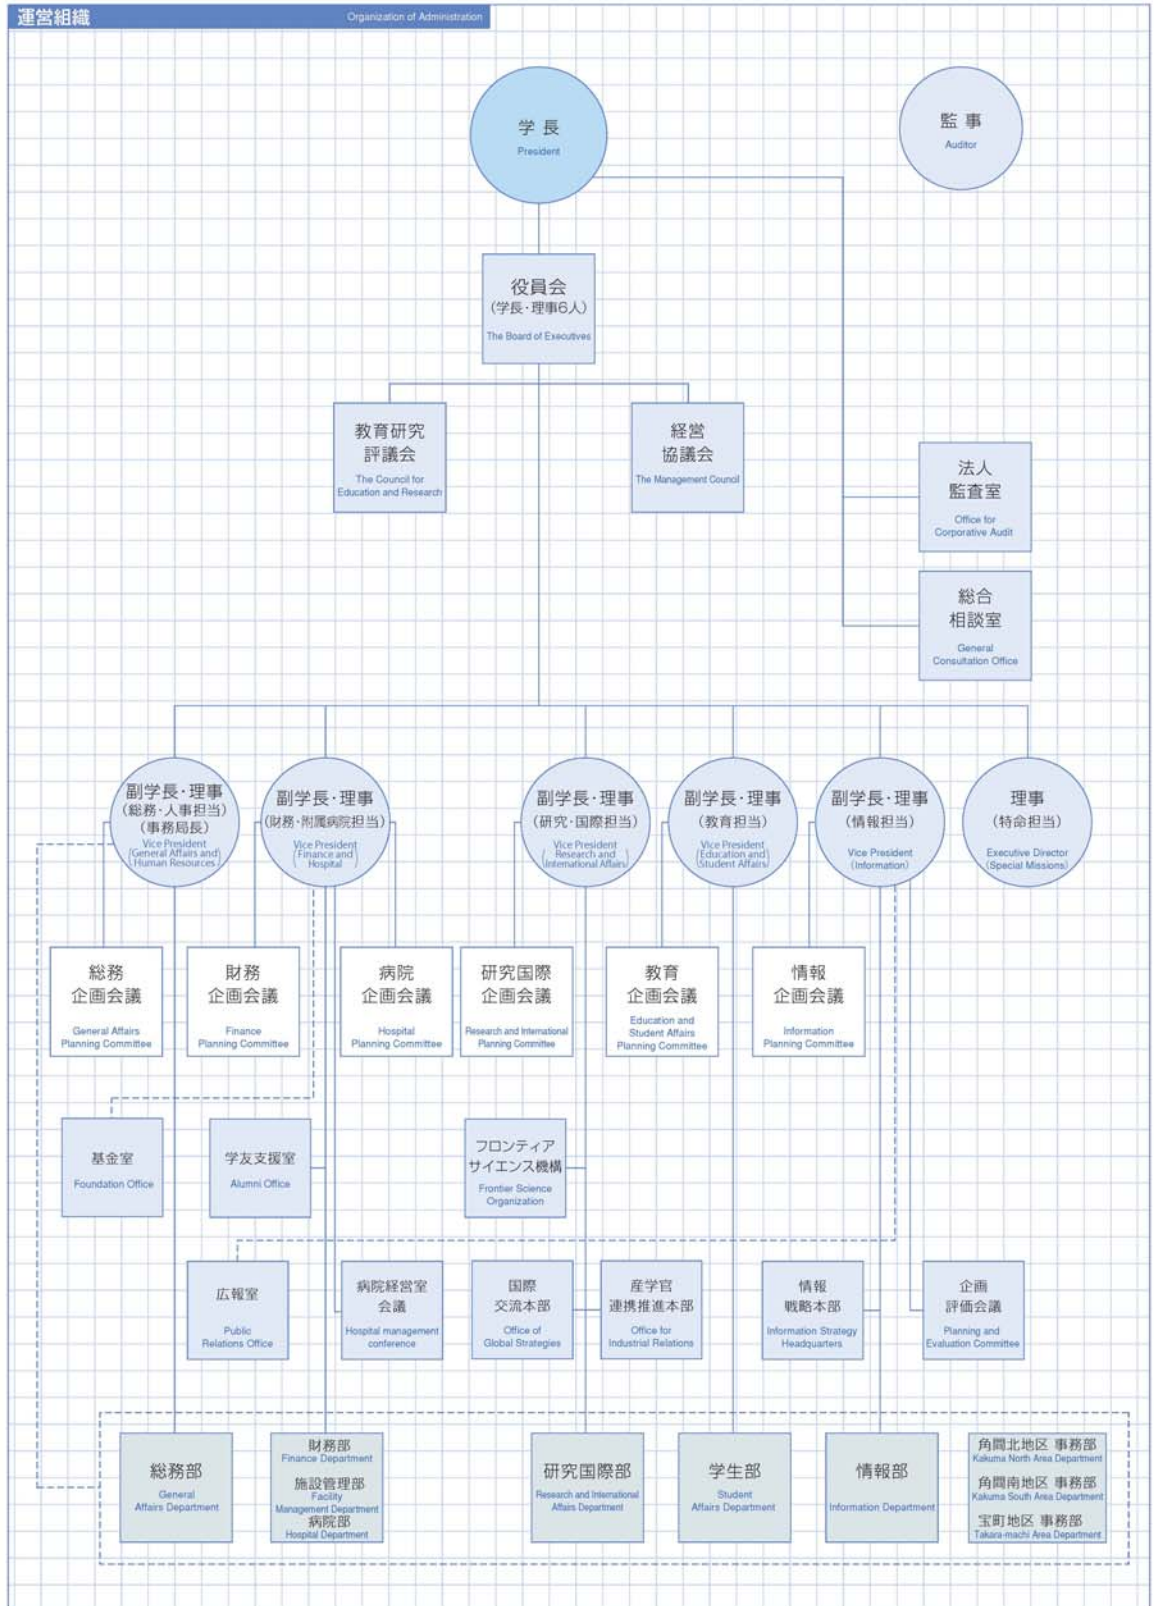 運営組織
Organization of Administration
学 長
President
監 事
Auditor
役員会
(学長・理事6人)
The Board of Executives
教育研究
評議会
The Council for
Education and Research
経営
協議会
The Management Council
法人
監査室
Office for
Corporative Audit
総合
相談室
General
Consultation Office
副学長・理事
(総務・人事担当)
(事務局長)
Vice President
(General Affairs and
Human Resources)
副学長・理事
(財務・附属病院担当)
Vice President
(Finance and
Hospital)
副学長・理事
(研究・国際担当)
Vice President
(Research and
International Affairs)
副学長・理事
(教育担当)
Vice President
(Education and
Student Affairs)
副学長・理事
(情報担当)
Vice President
(Information)
理事
(特命担当)
Executive Director
(Special Missions)
総務
企画会議
General Affairs
Planning Committee
財務
企画会議
Finance
Planning Committee
病院
企画会議
Hospital
Planning Committee
研究国際
企画会議
Research and International
Planning Committee
教育
企画会議
Education and
Student Affairs
Planning Committee
情報
企画会議
Information
Planning Committee
基金室
Foundation Office
学友支援室
Alumni Office
フロンティア
サイエンス機構
Frontier Science
Organization
広報室
Public
Relations Office
病院経営室
会議
Hospital management
conference
国際
交流本部
Office of
Global Strategies
産学官
連携推進本部
Office for
Industrial Relations
情報
戦略本部
Information Strategy
Headquarters
企画
評価会議
Planning and
Evaluation Committee
総務部
General
Affairs Department
財務部
Finance Department
施設管理部
Facility
Management Department
病院部
Hospital Department
研究国際部
Research and International
Affairs Department
学生部
Student
Affairs Department
情報部
Information Department
角間北地区 事務部
Kakuma North Area Department
角間南地区 事務部
Kakuma South Area Department
宝町地区 事務部
Takara-machi Area Department